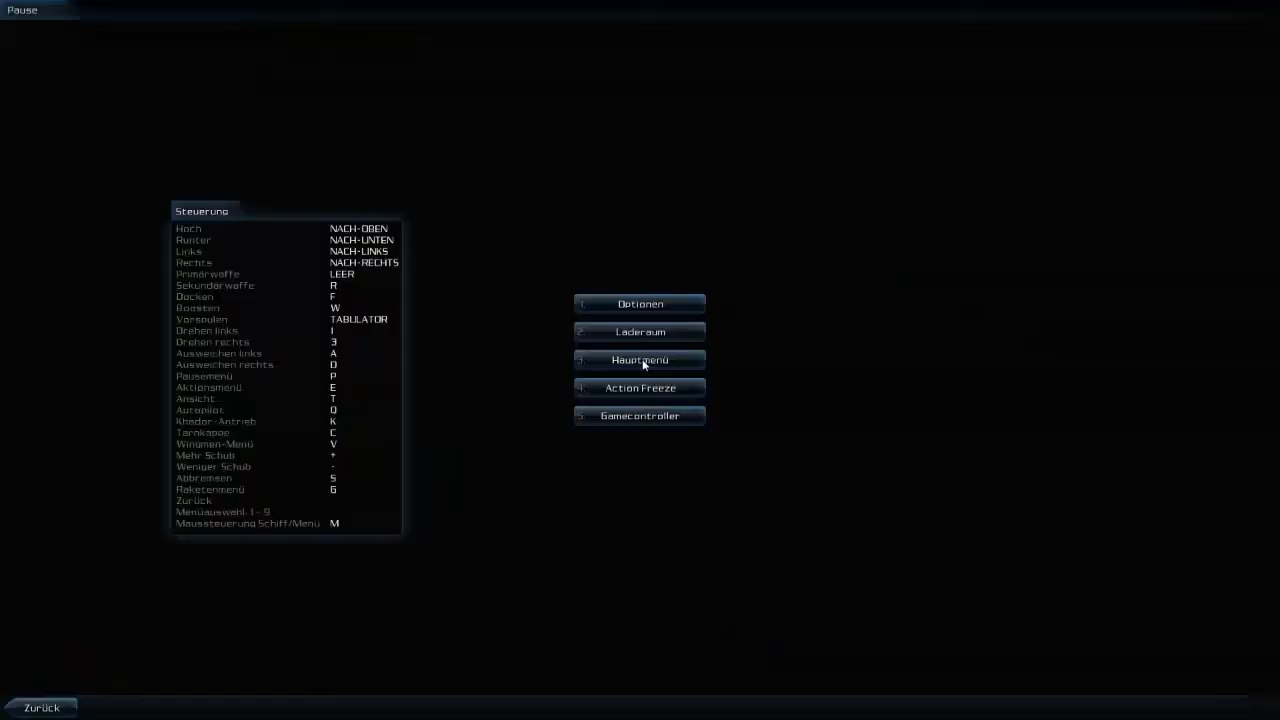 Pause
Steuerung
Hoch NACH-OBEN
Runter NACH-UNTEN
Links NACH-LINKS
Rechts NACH-RECHTS
Primärwaffe LEER
Sekundärwaffe R
Docken F
Boosten W
Vorspulen TABULATOR
Drehen links 1
Drehen rechts 3
Ausweichen links A
Ausweichen rechts D
Pausemenü P
Aktionsmenü E
Ansicht T
Autopilot Q
Khador-Antrieb K
Tarnkappe C
Wingmen-Menü V
Mehr Schub +
Weniger Schub -
Abbremsen S
Raketenmenü G
Zurück
Menüauswahl 1 - 9
Maussteuerung Schiff/Menü M
1. Optionen
2. Laderaum
3. Hauptmenü
4. Action Freeze
5. Gamecontroller
Zurück